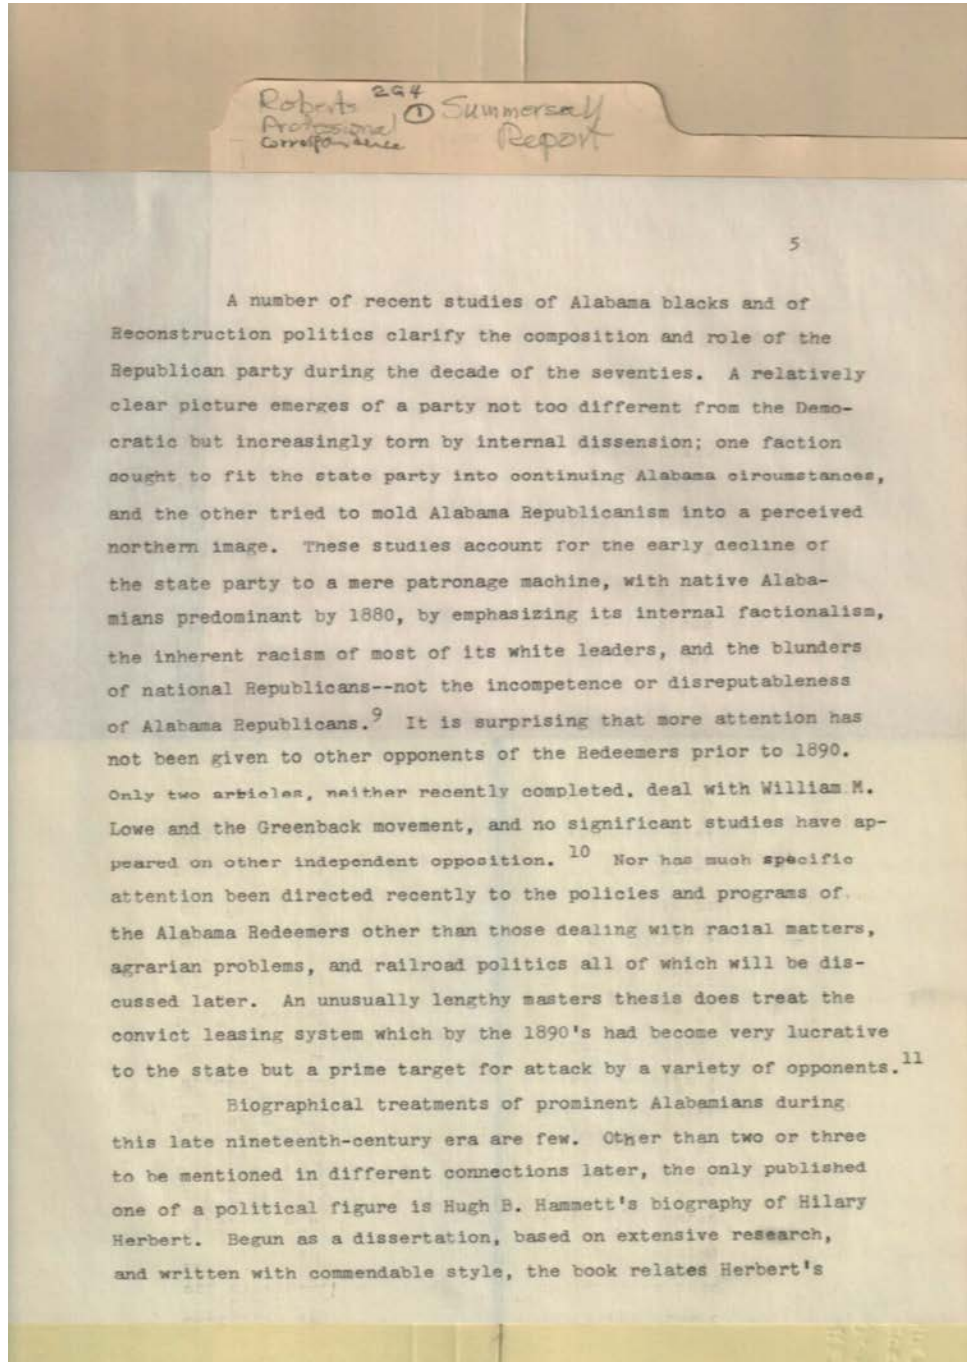 Roberts 2G4 ① Summersell
Professional Report
Correspondence
5
A number of recent studies of Alabama blacks and of
Reconstruction politics clarify the composition and role of the
Republican party during the decade of the seventies. A relatively
clear picture emerges of a party not too different from the Demo-
cratic but increasingly torn by internal dissension; one faction
sought to fit the state party into continuing Alabama circumstances,
and the other tried to mold Alabama Republicanism into a perceived
northern image. These studies account for the early decline of
the state party to a mere patronage machine, with native Alaba-
mians predominant by 1880, by emphasizing its internal factionalism,
the inherent racism of most of its white leaders, and the blunders
of national Republicans--not the incompetence or disreputableness
of Alabama Republicans.9 It is surprising that more attention has
not been given to other opponents of the Redeemers prior to 1890.
Only two articles, neither recently completed, deal with William M.
Lowe and the Greenback movement, and no significant studies have ap-
peared on other independent opposition. 10 Nor has much specific
attention been directed recently to the policies and programs of
the Alabama Redeemers other than those dealing with racial matters,
agrarian problems, and railroad politics all of which will be dis-
cussed later. An unusually lengthy masters thesis does treat the
convict leasing system which by the 1890's had become very lucrative
to the state but a prime target for attack by a variety of opponents.11
Biographical treatments of prominent Alabamians during
this late nineteenth-century era are few. Other than two or three
to be mentioned in different connections later, the only published
one of a political figure is Hugh B. Hammett's biography of Hilary
Herbert. Begun as a dissertation, based on extensive research,
and written with commendable style, the book relates Herbert's